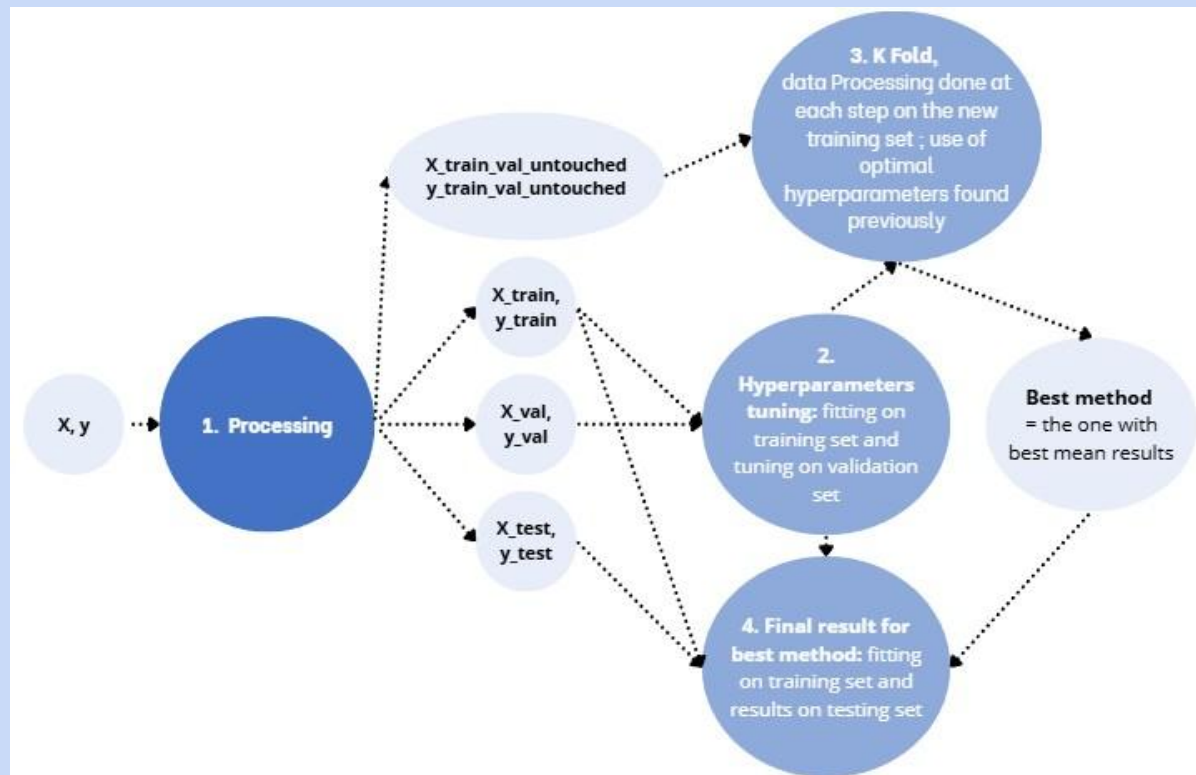 3. K Fold,
data Processing done at
each step on the new
training set ; use of
optimal
hyperparameters found
previously
X_train_val_untouched
y_train_val_untouched
X_train,
y_train
X, y
1. Processing
X_val,
y_val
2.
Hyperparameters
tuning: fitting on
training set and
tuning on validation
set
Best method
= the one with
best mean results
X_test,
y_test
4. Final result for
best method: fitting
on training set and
results on testing set